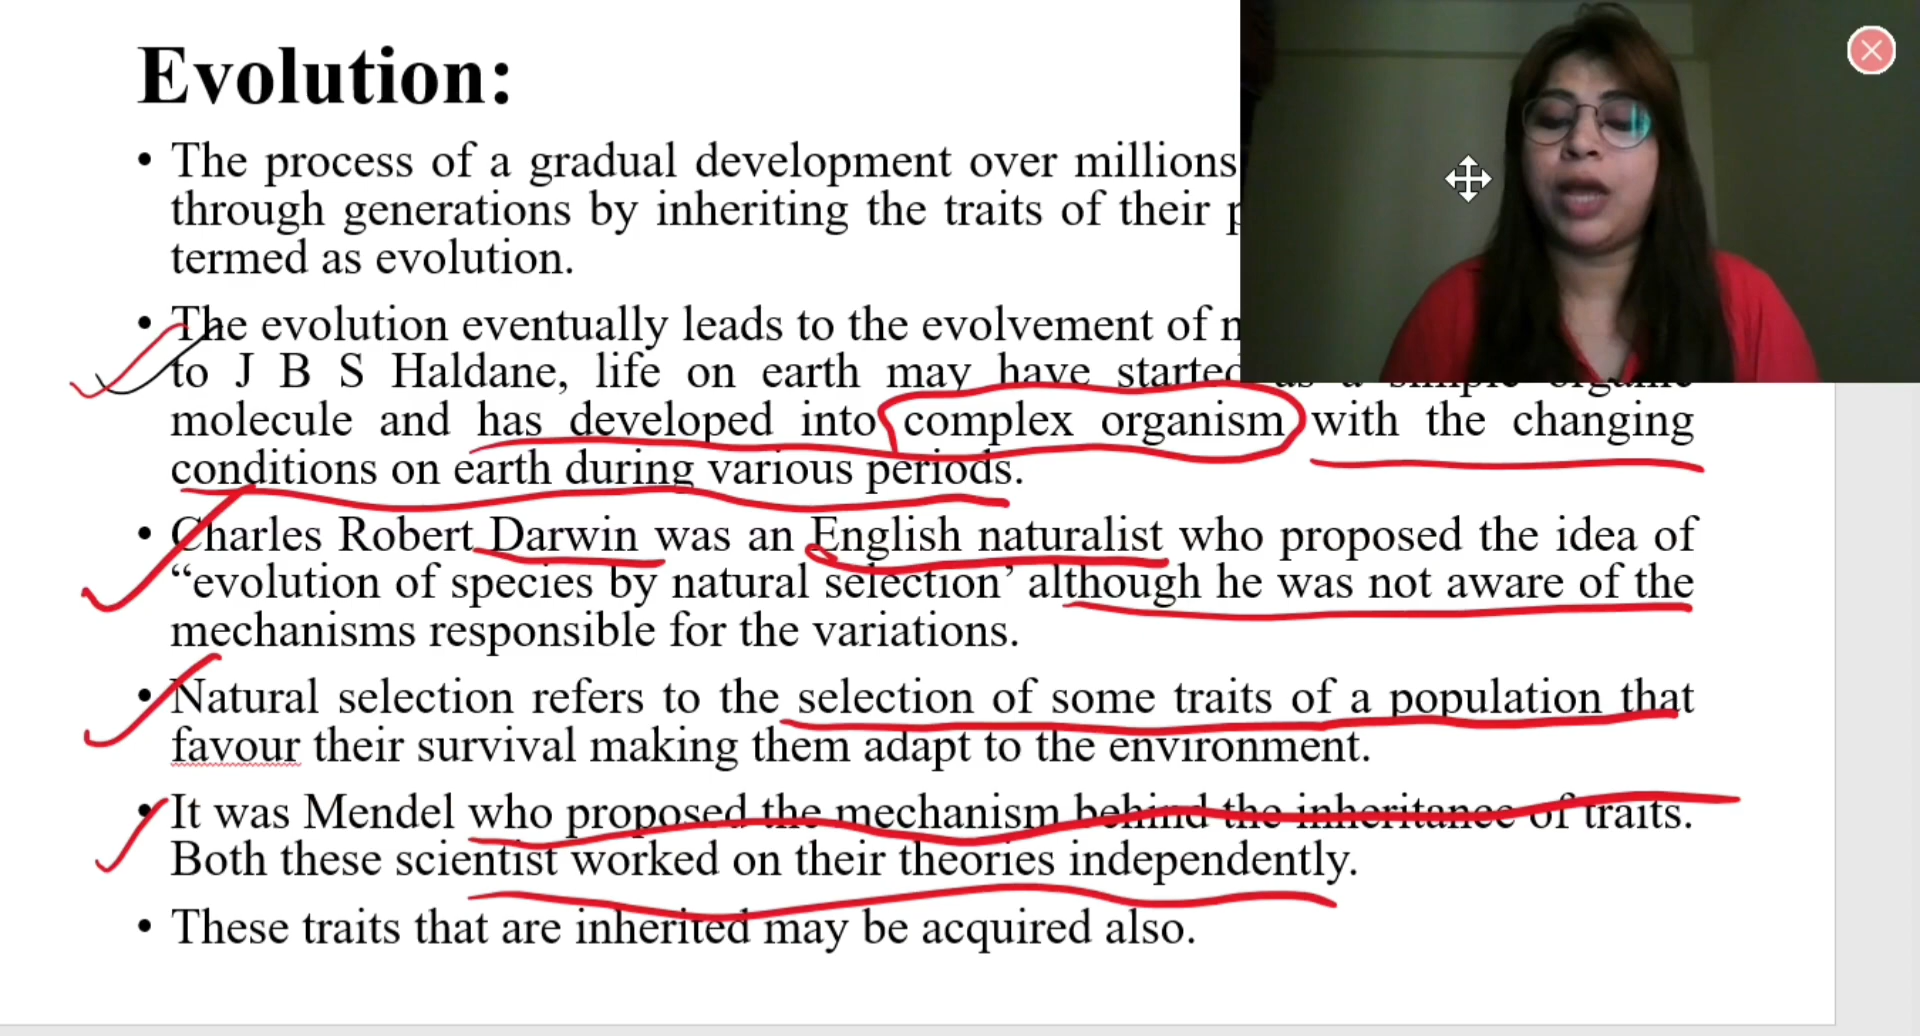 Evolution:
• The process of a gradual development over millions
through generations by inheriting the traits of their
termed as evolution.
• The evolution eventually leads to the evolvement of
to J B S Haldane, life on earth may have started as a simple organic
molecule and has developed into complex organism with the changing
conditions on earth during various periods.
• Charles Robert Darwin was an English naturalist who proposed the idea of
“evolution of species by natural selection’ although he was not aware of the
mechanisms responsible for the variations.
• Natural selection refers to the selection of some traits of a population that
favour their survival making them adapt to the environment.
• It was Mendel who proposed the mechanism behind the inheritance of traits.
Both these scientist worked on their theories independently.
• These traits that are inherited may be acquired also.